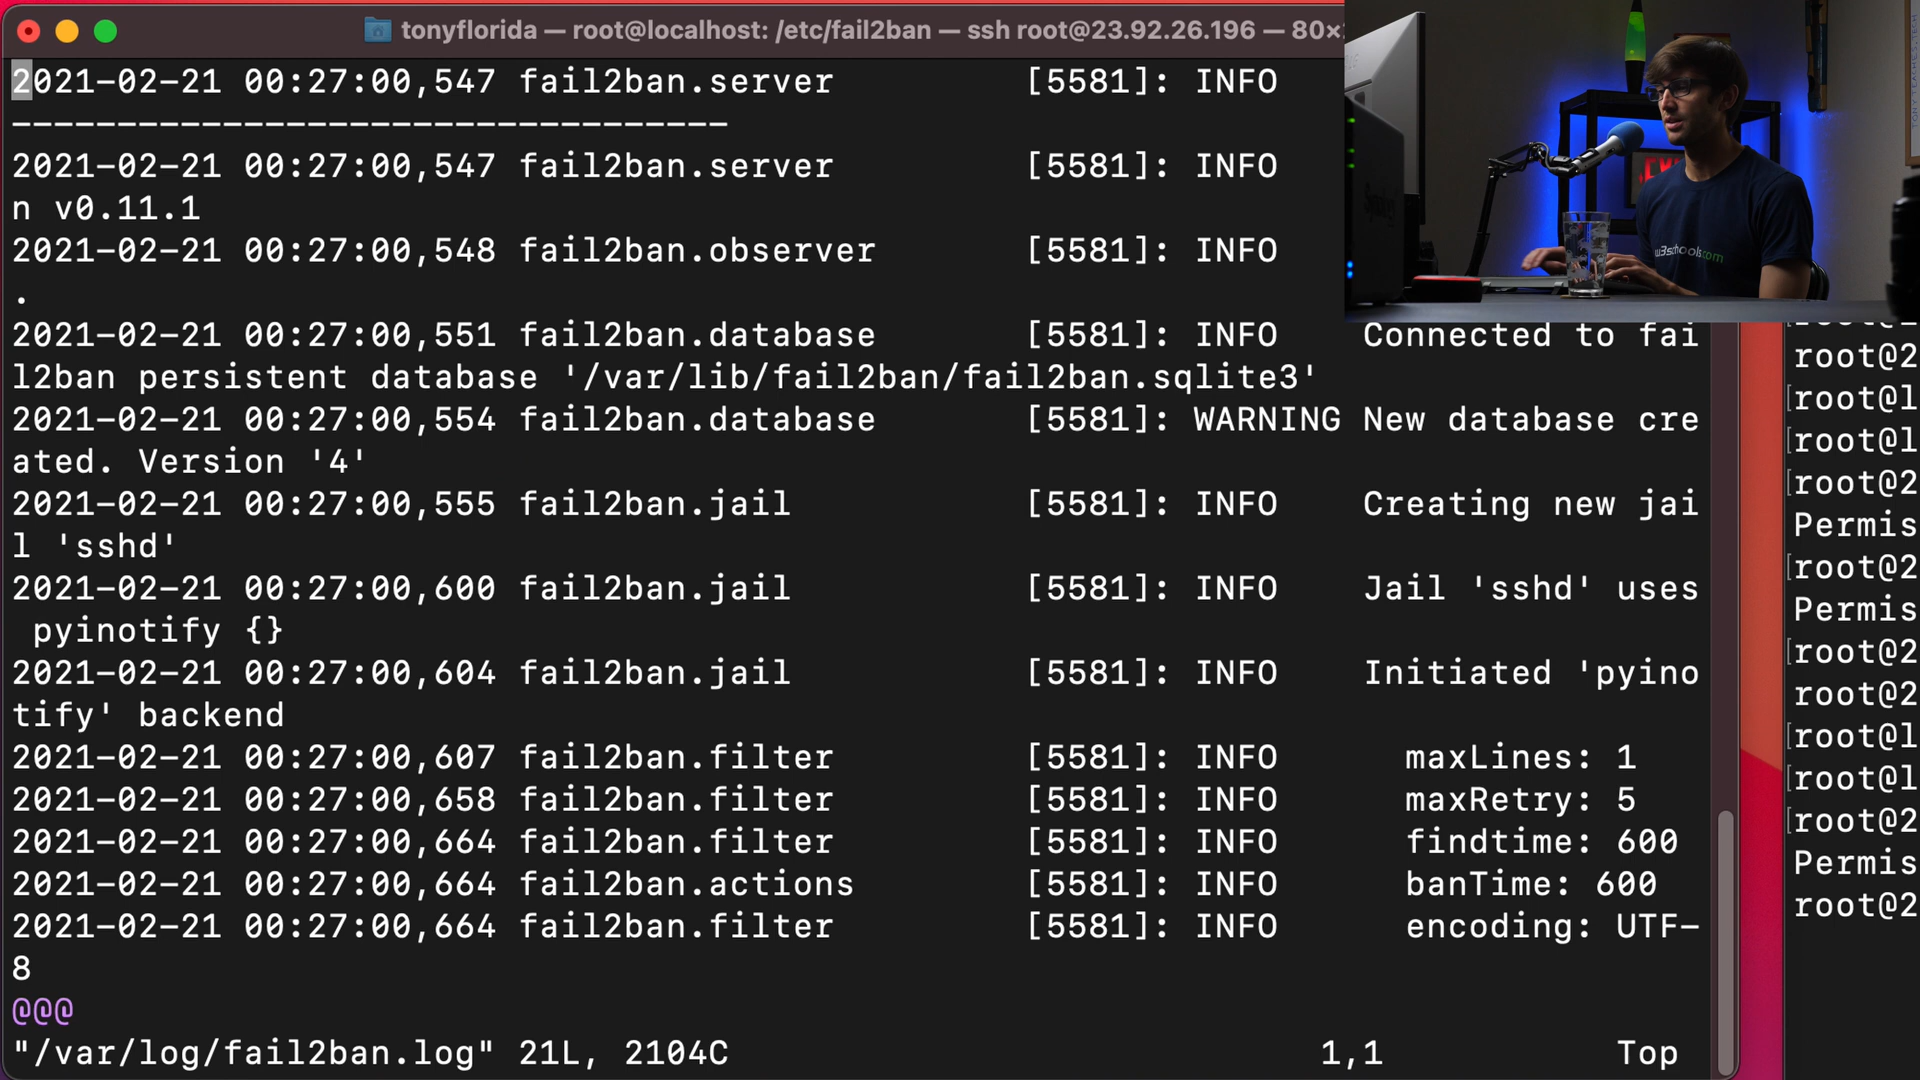 tonyflorida — root@localhost: /etc/fail2ban — ssh root@23.92.26.196 — 80×
2021-02-21 00:27:00,547 fail2ban.server [5581]: INFO
----------------------------------
2021-02-21 00:27:00,547 fail2ban.server [5581]: INFO
n v0.11.1
2021-02-21 00:27:00,548 fail2ban.observer [5581]: INFO
.
2021-02-21 00:27:00,551 fail2ban.database [5581]: INFO Connected to fai
l2ban persistent database '/var/lib/fail2ban/fail2ban.sqlite3'
2021-02-21 00:27:00,554 fail2ban.database [5581]: WARNING New database cre
ated. Version '4'
2021-02-21 00:27:00,555 fail2ban.jail [5581]: INFO Creating new jai
l 'sshd'
2021-02-21 00:27:00,600 fail2ban.jail [5581]: INFO Jail 'sshd' uses
pyinotify {}
2021-02-21 00:27:00,604 fail2ban.jail [5581]: INFO Initiated 'pyino
tify' backend
2021-02-21 00:27:00,607 fail2ban.filter [5581]: INFO maxLines: 1
2021-02-21 00:27:00,658 fail2ban.filter [5581]: INFO maxRetry: 5
2021-02-21 00:27:00,664 fail2ban.filter [5581]: INFO findtime: 600
2021-02-21 00:27:00,664 fail2ban.actions [5581]: INFO banTime: 600
2021-02-21 00:27:00,664 fail2ban.filter [5581]: INFO encoding: UTF-
8
@@@
"/var/log/fail2ban.log" 21L, 2104C 1,1 Top
w3schools.com
root@2
[root@l
[root@l
[root@2
Permis
[root@2
Permis
[root@2
root@2
[root@l
[root@l
[root@2
Permis
root@2